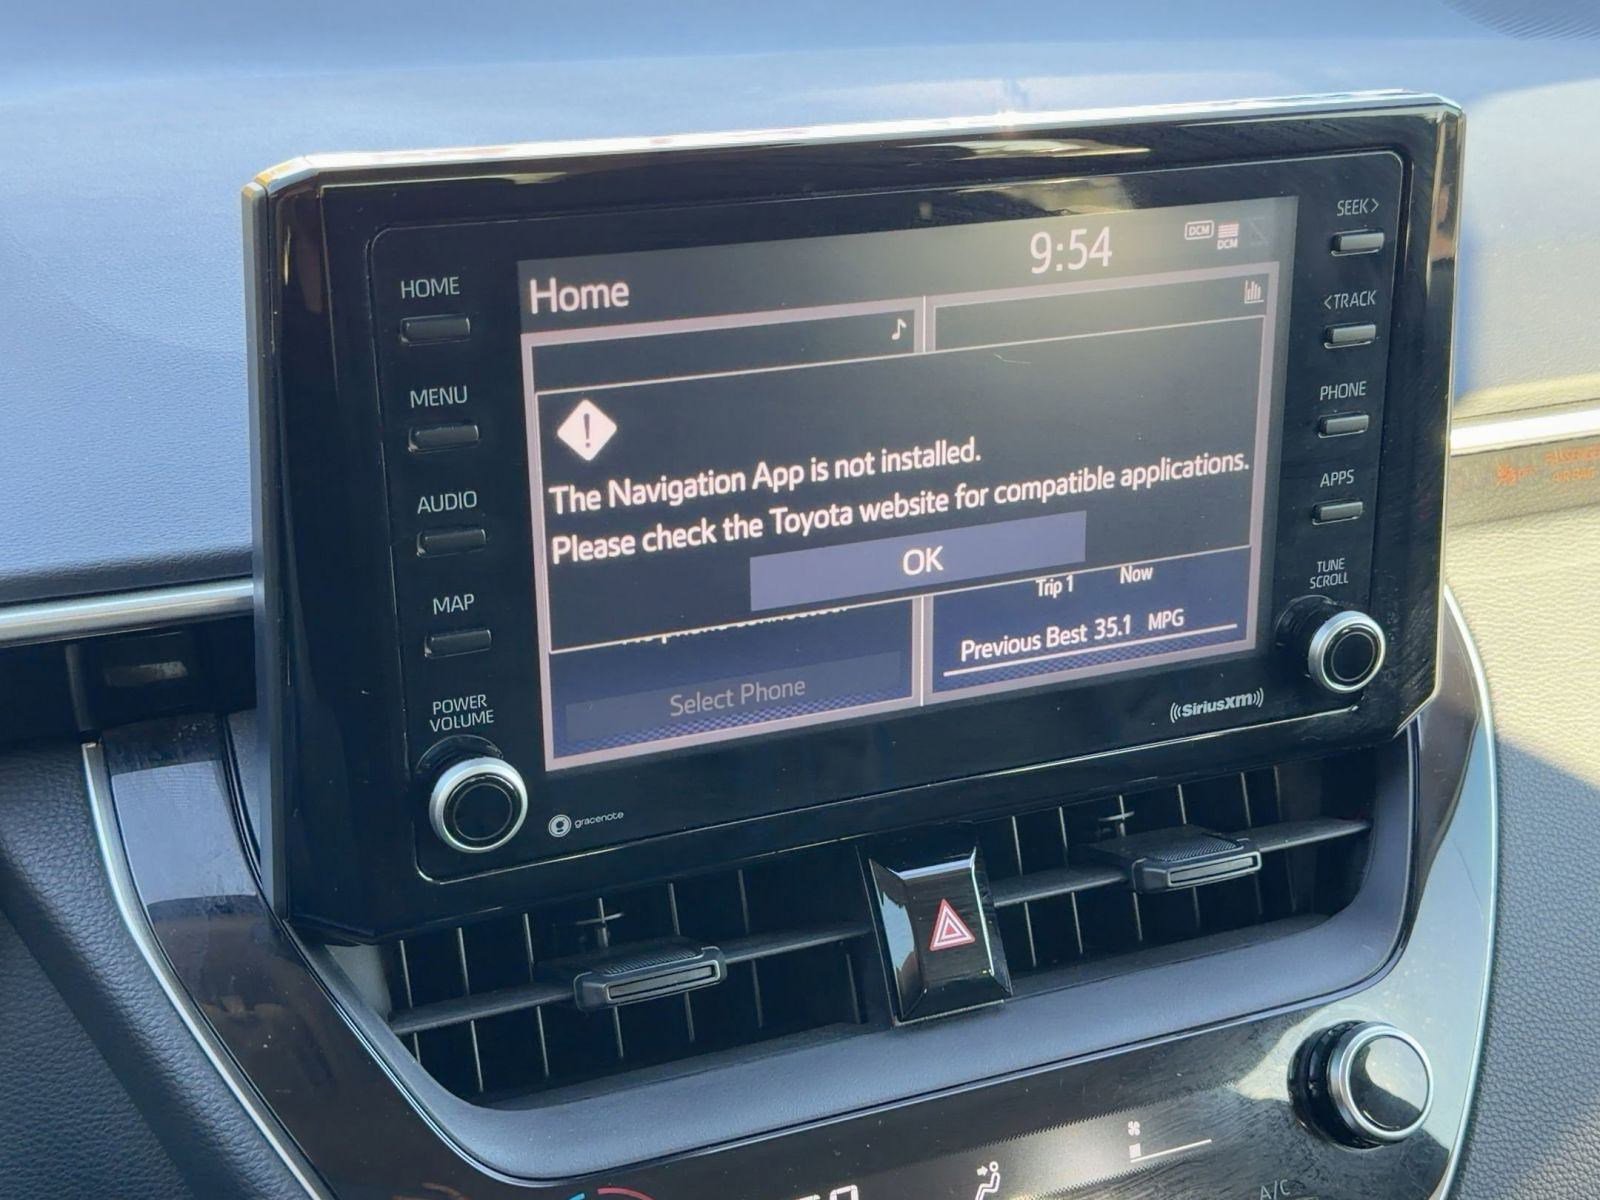 SEEK>
9:54
DCM
DCM
Home
HOME
<TRACK
MENU
PHONE
The Navigation App is not installed.
Please check the Toyota website for compatible applications.
AUDIO
APPS
OK
MAP
TUNE
SCROLL
Trip 1
Now
Previous Best 35.1 MPG
Select Phone
POWER
VOLUME
SiriusXM
gracenote
A/C